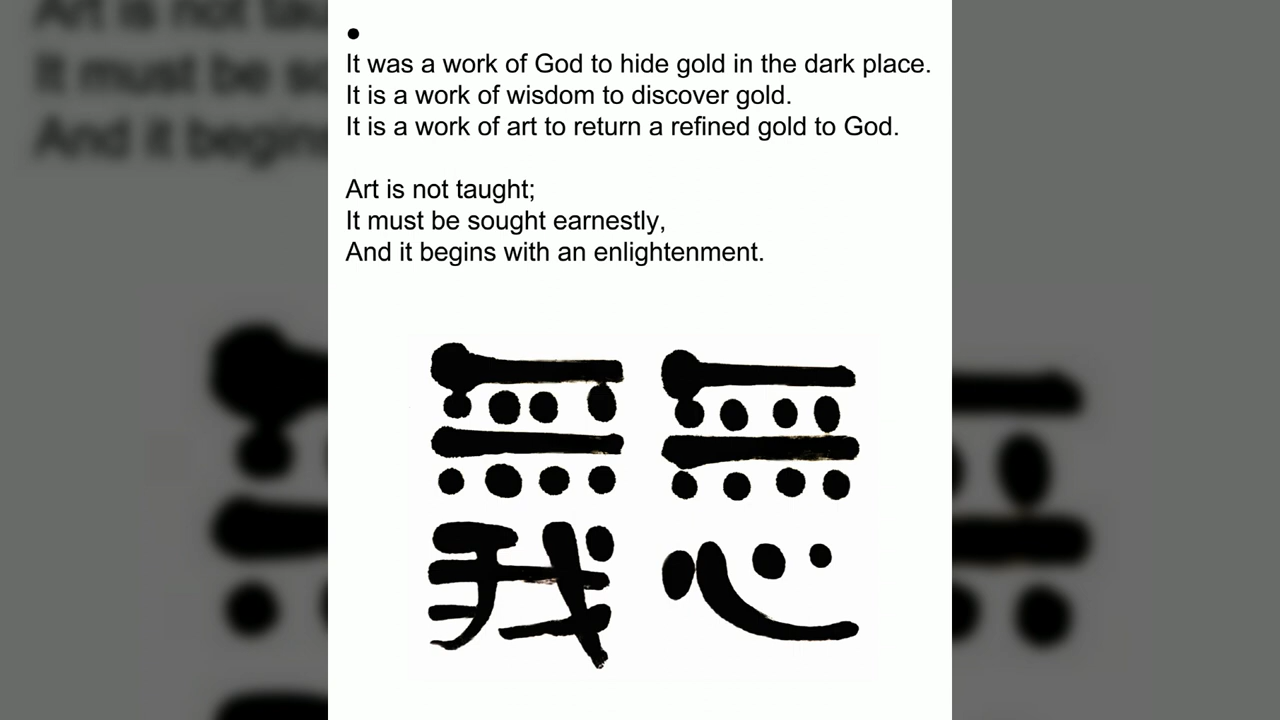 It was a work of God to hide gold in the dark place.
It is a work of wisdom to discover gold.
It is a work of art to return a refined gold to God.
Art is not taught;
It must be sought earnestly,
And it begins with an enlightenment.
無 無
我 心